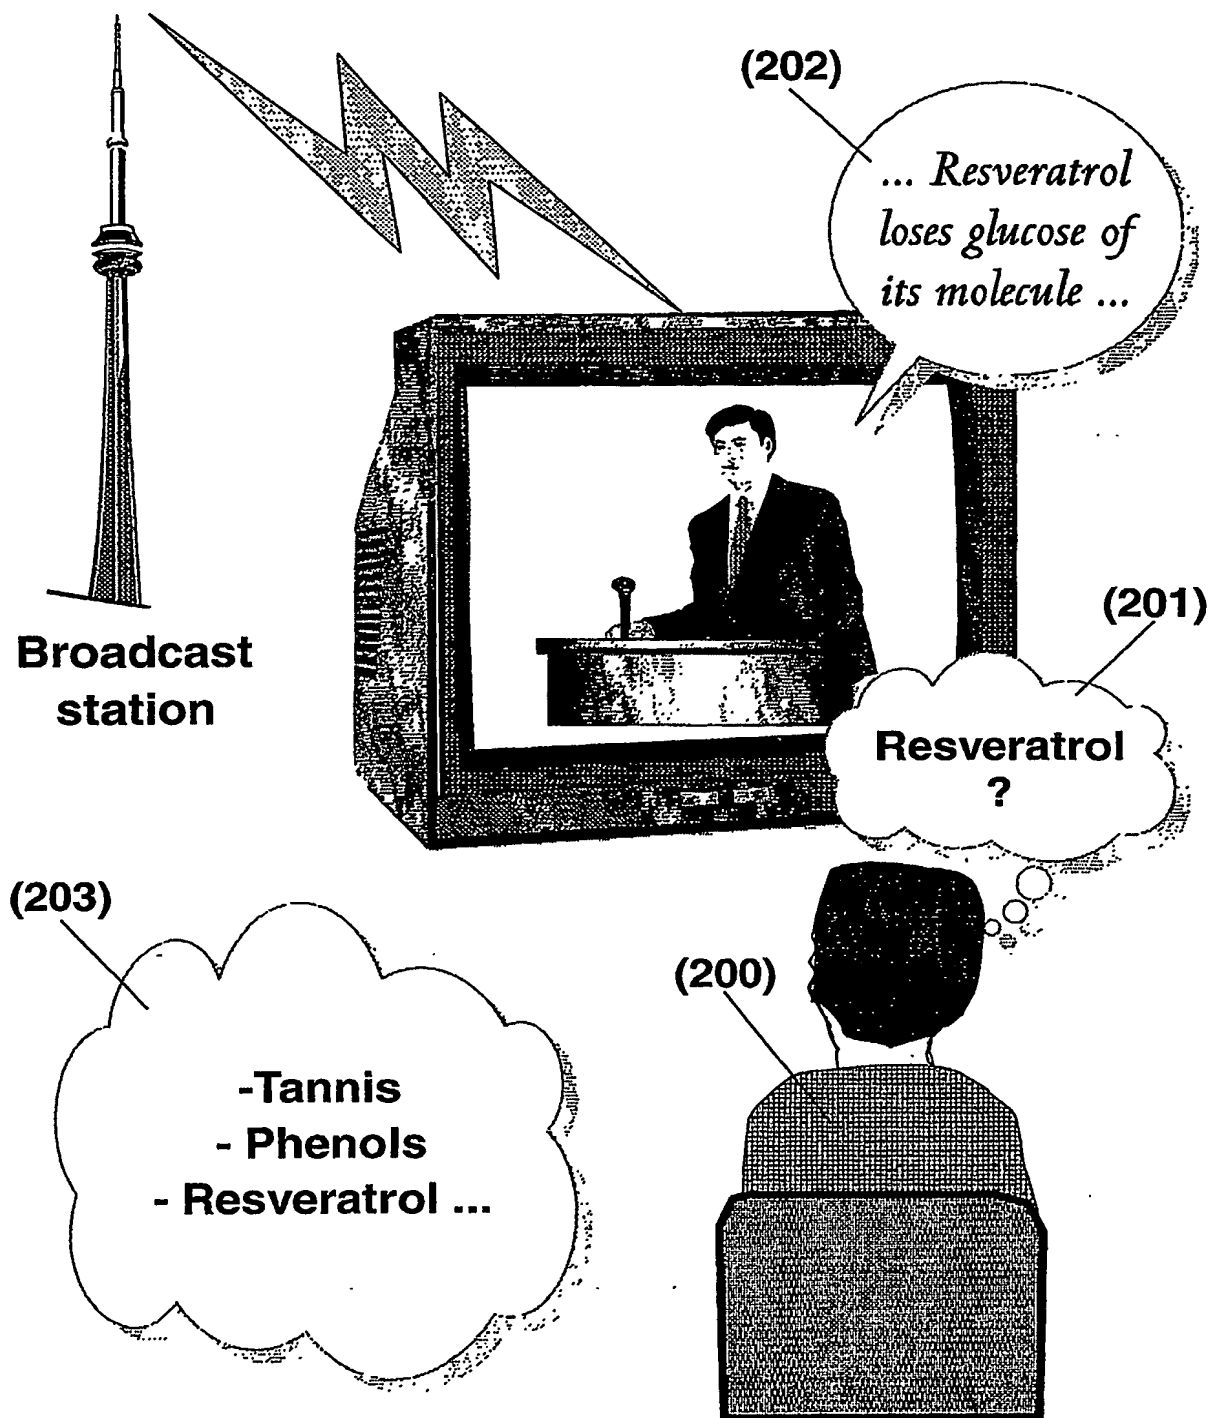 (202)
... Resveratrol
loses glucose of
its molecule ...
(201)
Broadcast
station
Resveratrol
?
(203)
(200)
-Tannis
- Phenols
- Resveratrol ...